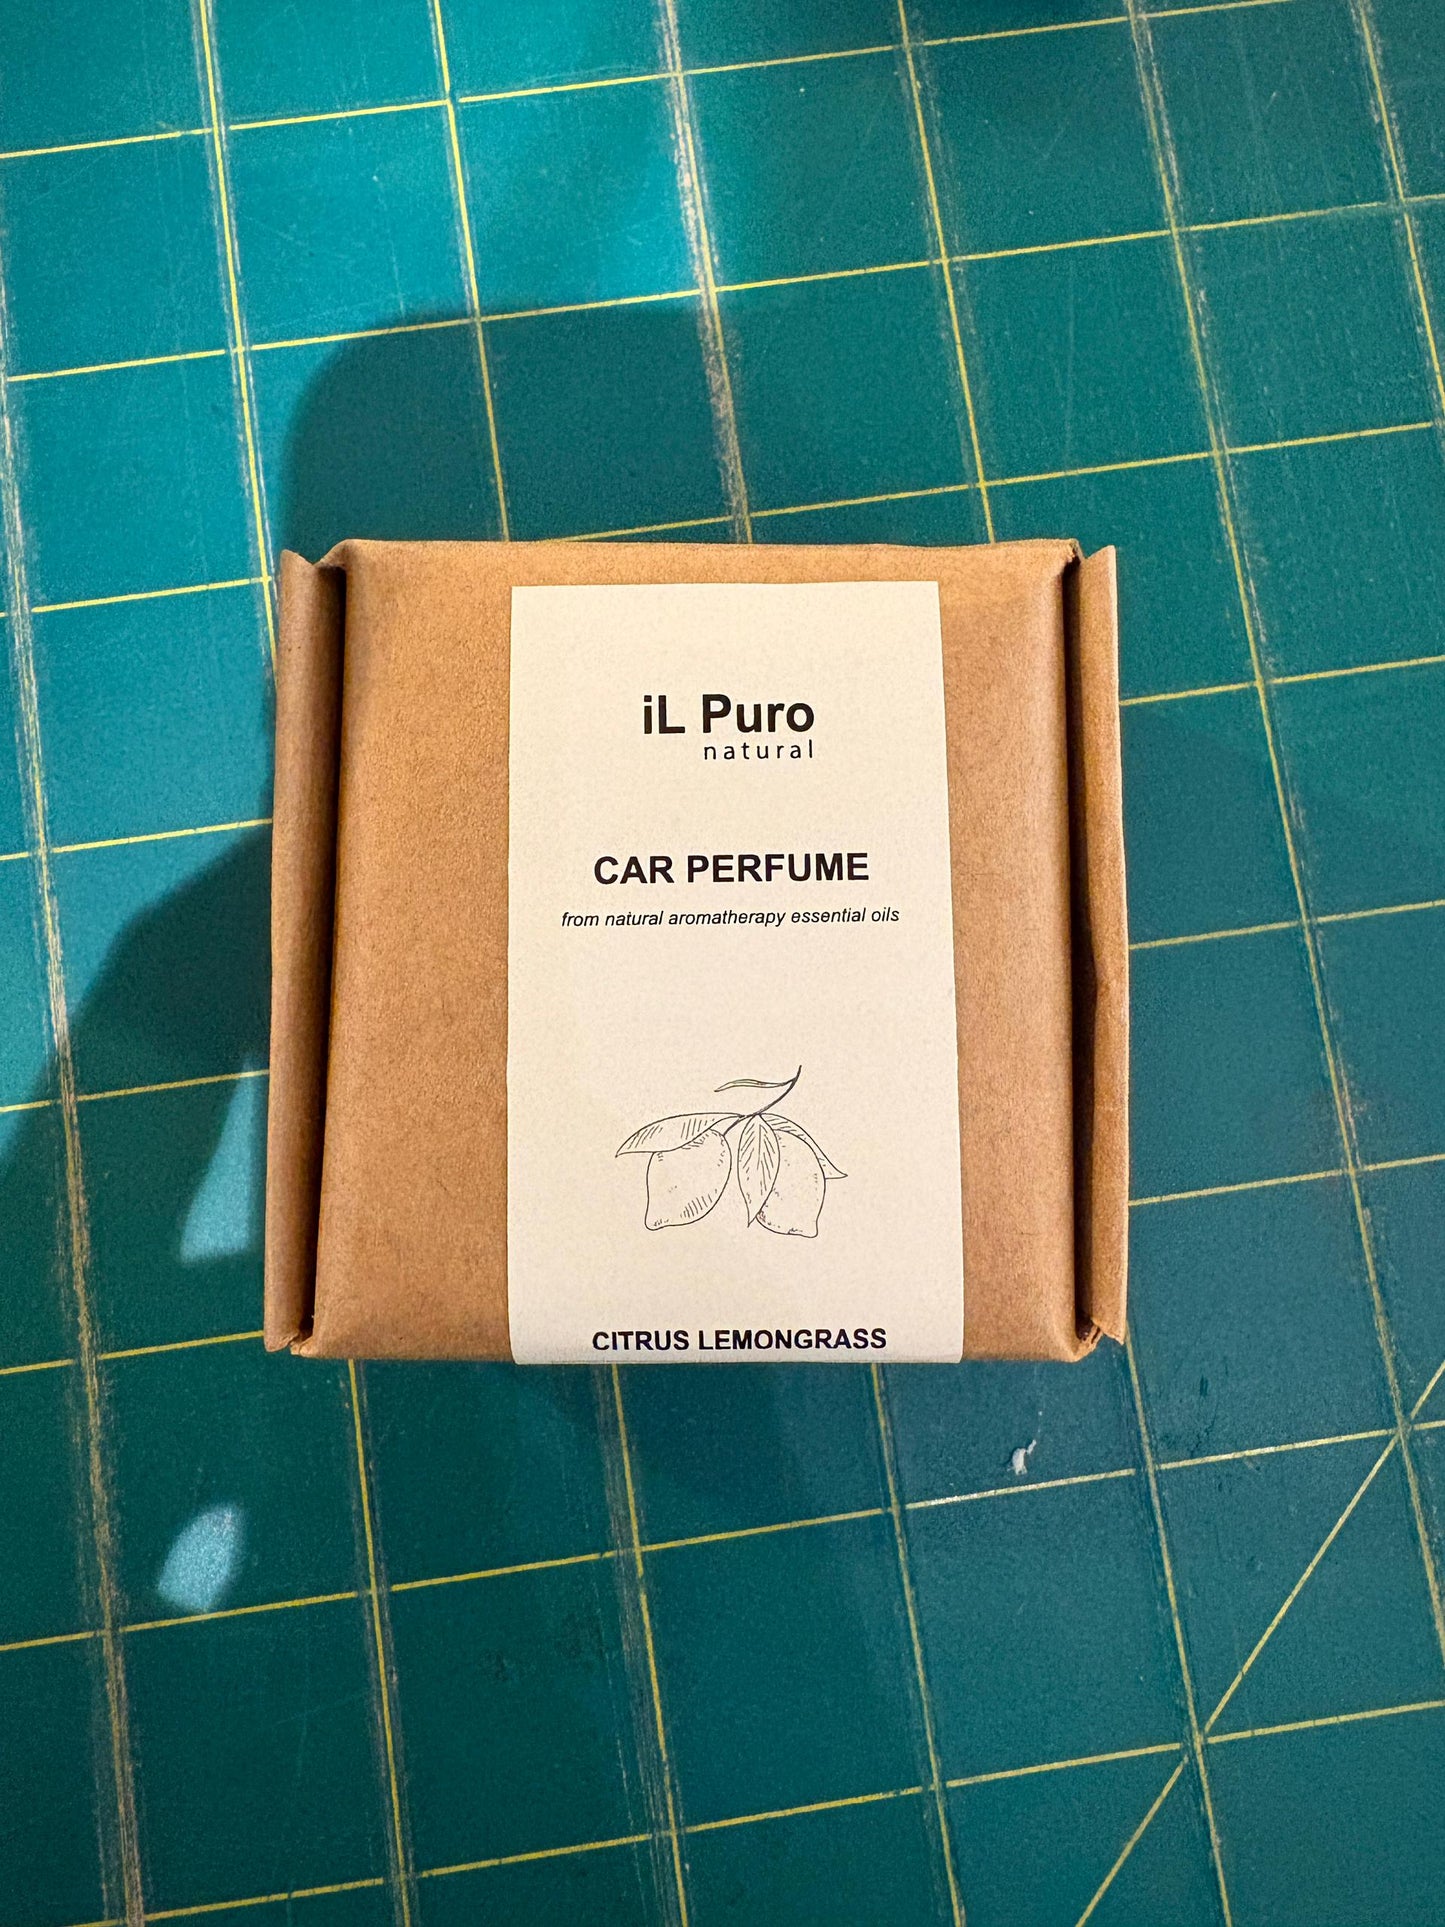 iL Puro
natural
CAR PERFUME
from natural aromatherapy essential oils
CITRUS LEMONGRASS